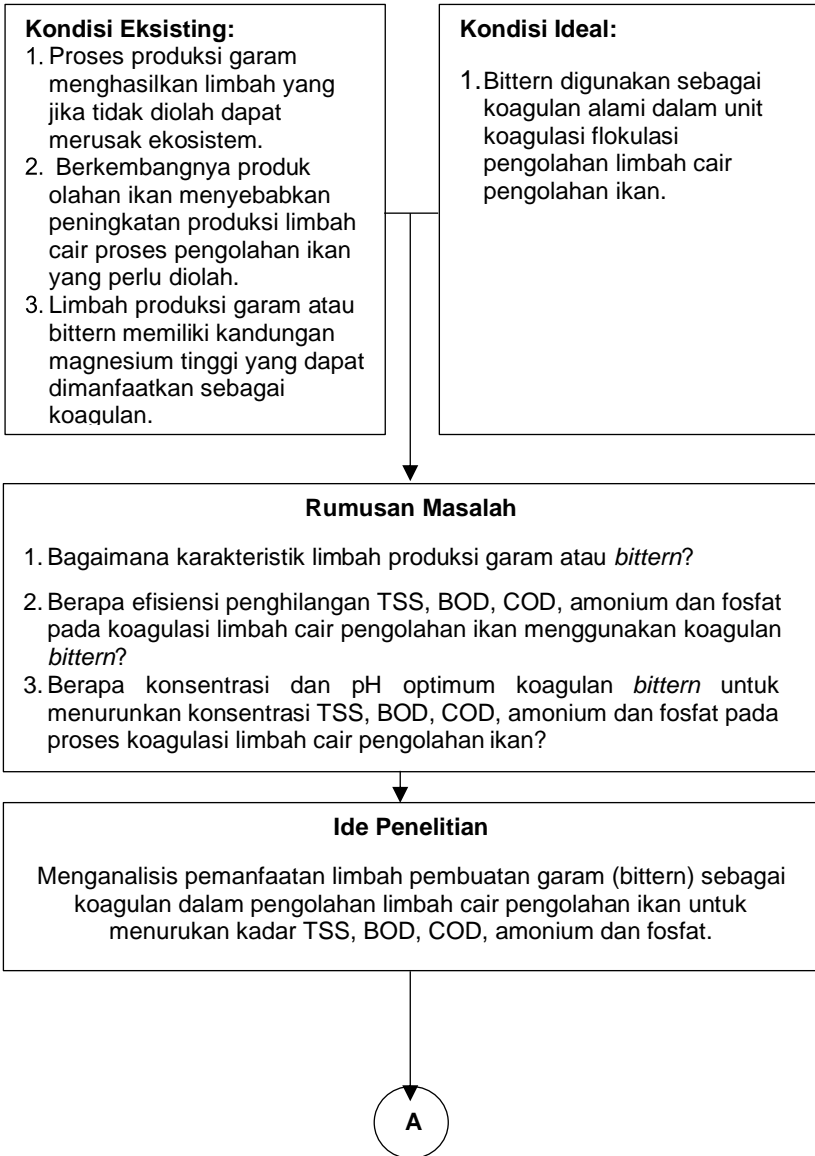 Kondisi Eksisting:
1. Proses produksi garam
menghasilkan limbah yang
jika tidak diolah dapat
merusak ekosistem.
2. Berkembangnya produk
olahan ikan menyebabkan
peningkatan produksi limbah
cair proses pengolahan ikan
yang perlu diolah.
3. Limbah produksi garam atau
bittern memiliki kandungan
magnesium tinggi yang dapat
dimanfaatkan sebagai
koagulan.
Kondisi Ideal:
1. Bittern digunakan sebagai
koagulan alami dalam unit
koagulasi flokulasi
pengolahan limbah cair
pengolahan ikan.
Rumusan Masalah
1. Bagaimana karakteristik limbah produksi garam atau bittern?
2. Berapa efisiensi penghilangan TSS, BOD, COD, amonium dan fosfat
pada koagulasi limbah cair pengolahan ikan menggunakan koagulan
bittern?
3. Berapa konsentrasi dan pH optimum koagulan bittern untuk
menurunkan konsentrasi TSS, BOD, COD, amonium dan fosfat pada
proses koagulasi limbah cair pengolahan ikan?
Ide Penelitian
Menganalisis pemanfaatan limbah pembuatan garam (bittern) sebagai
koagulan dalam pengolahan limbah cair pengolahan ikan untuk
menurukan kadar TSS, BOD, COD, amonium dan fosfat.
A